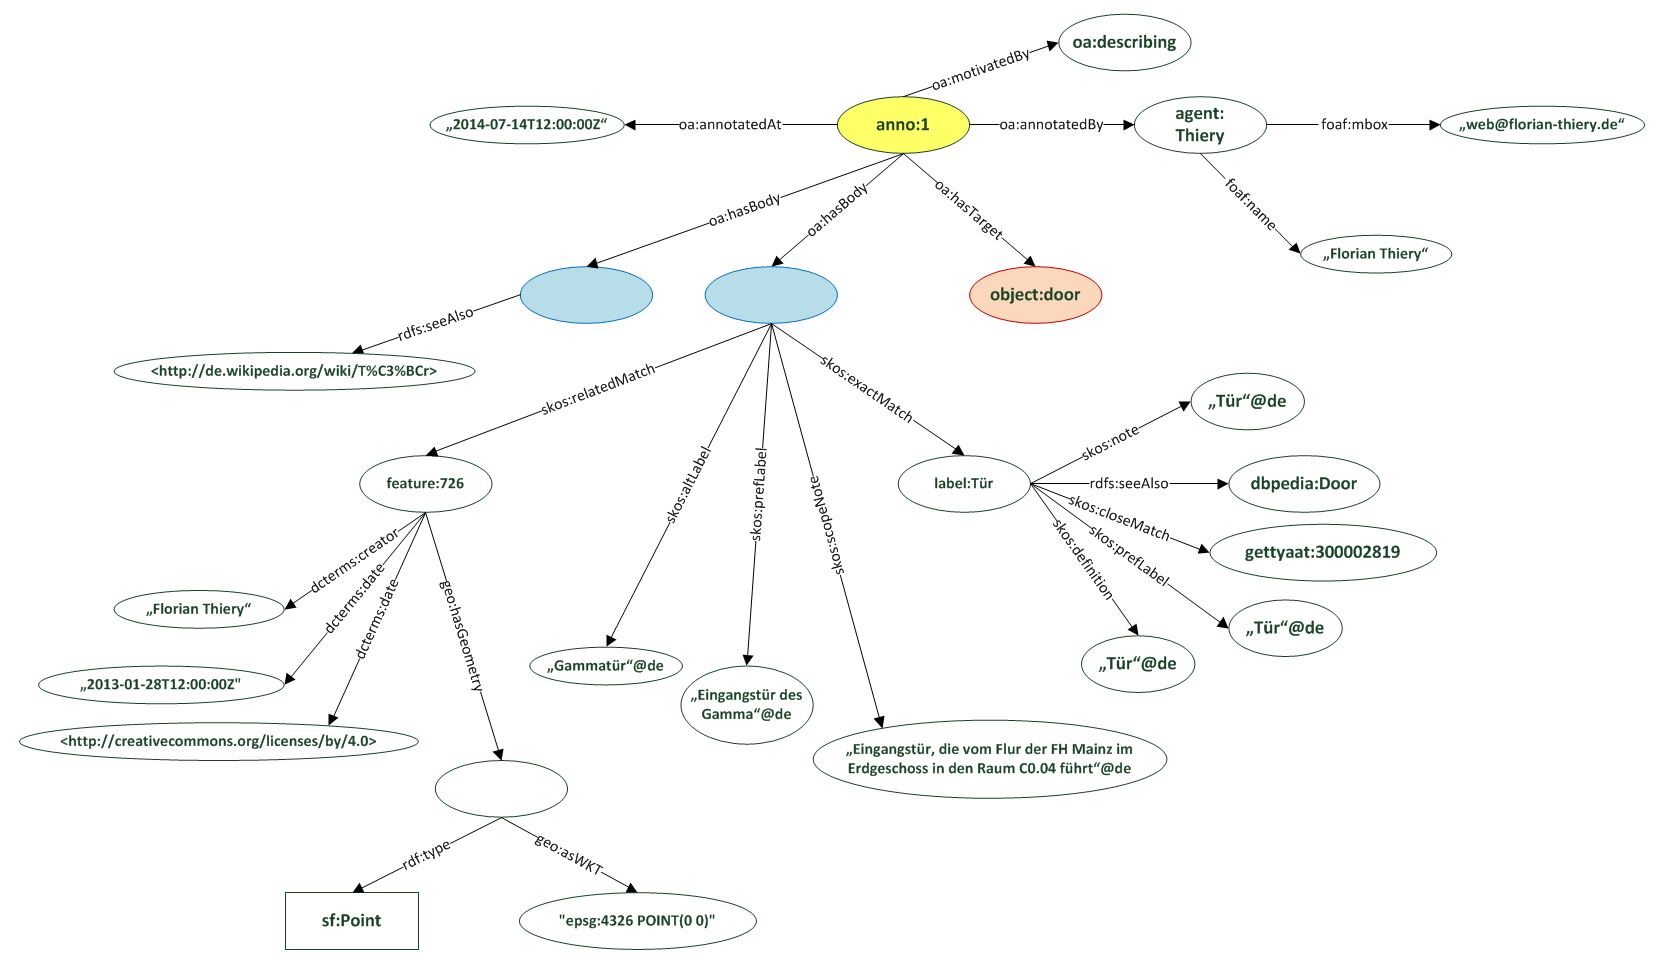 oa:describing
oa:motivatedBy
„2014-07-14T12:00:00Z“
oa:annotatedAt
anno:1
oa:annotatedBy
agent:
Thiery
foaf:mbox
„web@florian-thiery.de“
oa:hasBody
oa:hasBody
oa:hasTarget
foaf:name
„Florian Thiery“
object:door
rdfs:seeAlso
<http://de.wikipedia.org/wiki/T%C3%BCr>
skos:relatedMatch
skos:exactMatch
skos:altLabel
skos:prefLabel
skos:scopeNote
„Tür“@de
skos:note
feature:726
label:Tür
rdfs:seeAlso
dbpedia:Door
skos:closeMatch
gettyaat:300002819
skos:prefLabel
„Tür“@de
skos:definition
„Tür“@de
dcterms:creator
dcterms:date
dcterms:date
geo:hasGeometry
„Florian Thiery“
„2013-01-28T12:00:00Z"
<http://creativecommons.org/licenses/by/4.0>
„Gammatür“@de
„Eingangstür des
Gamma“@de
„Eingangstür, die vom Flur der FH Mainz im
Erdgeschoss in den Raum C0.04 führt“@de
rdf:type
geo:asWKT
sf:Point
"epsg:4326 POINT(0 0)"